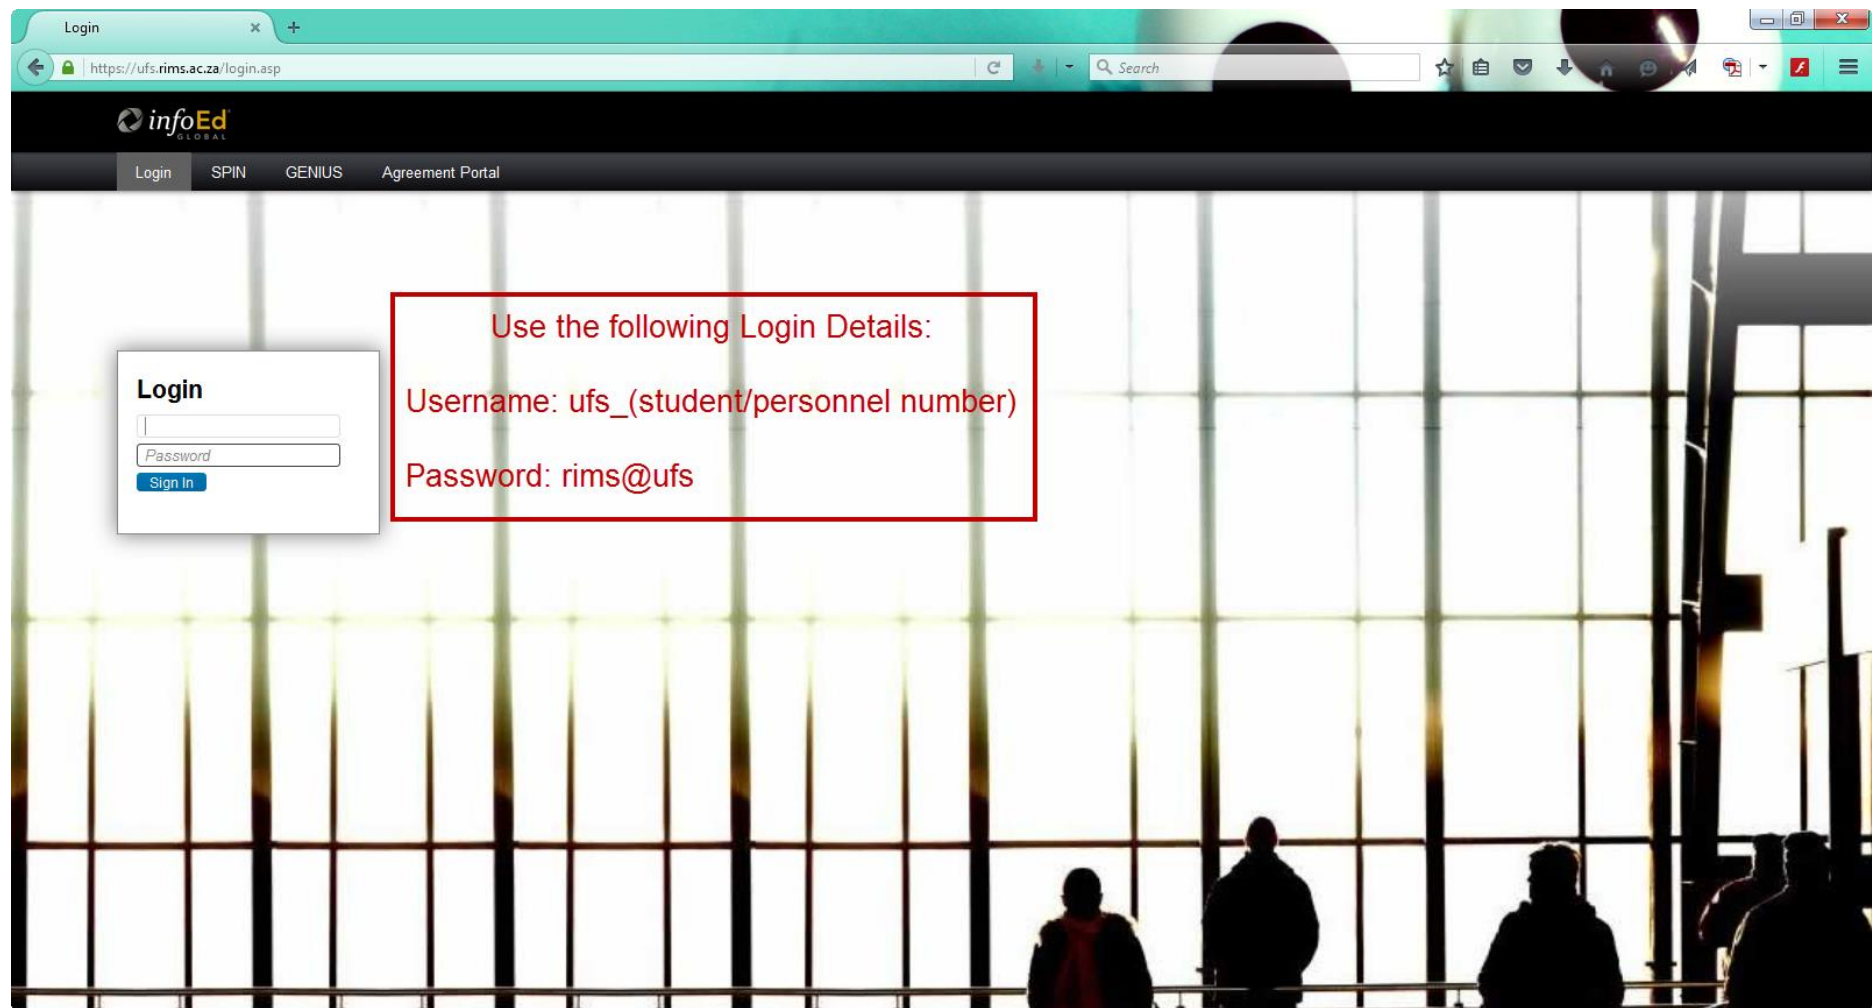 Login
https://ufs.rims.ac.za/login.asp
Search
infoEd
GLOBAL
Login SPIN GENIUS Agreement Portal
Use the following Login Details:
Username: ufs_(student/personnel number)
Password: rims@ufs
Login
Password
Sign In